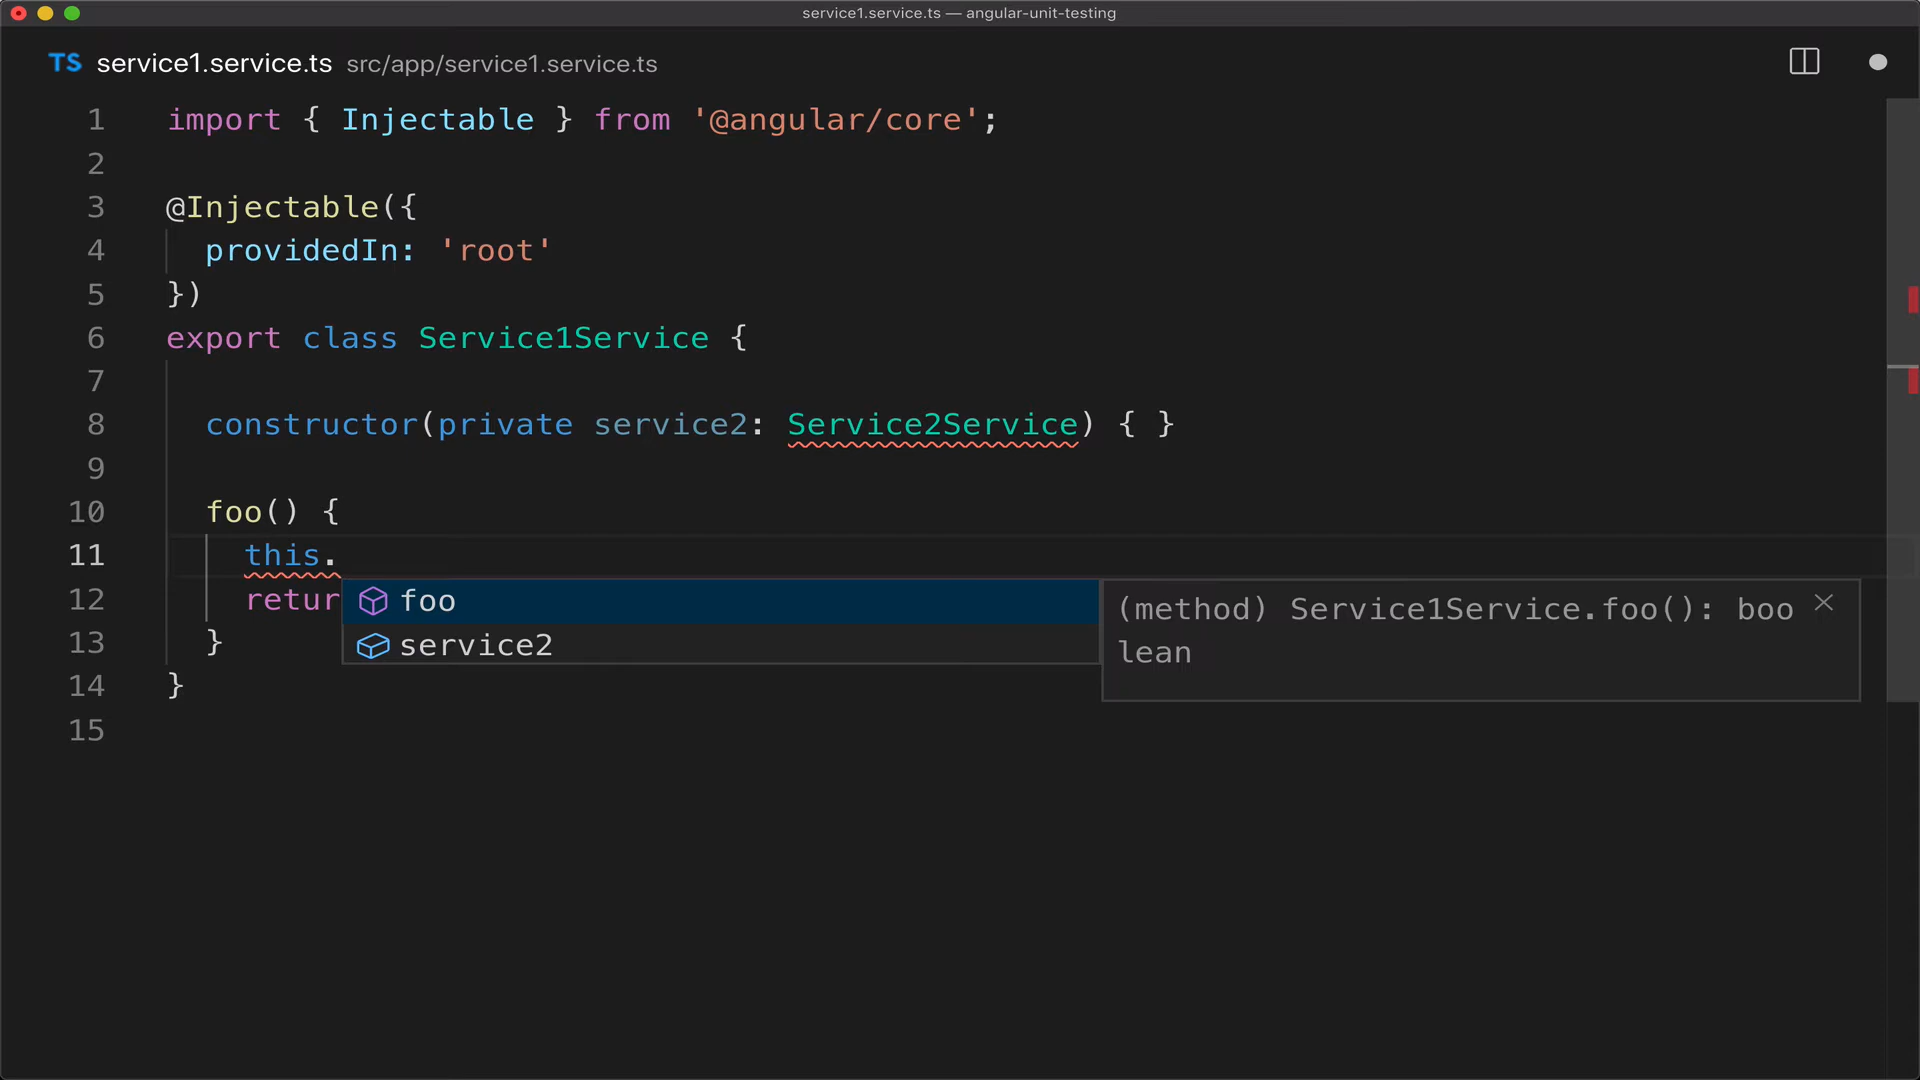 service1.service.ts — angular-unit-testing
TS service1.service.ts src/app/service1.service.ts
1 import { Injectable } from '@angular/core';
2
3 @Injectable({
4 providedIn: 'root'
5 })
6 export class Service1Service {
7
8 constructor(private service2: Service2Service) { }
9
10 foo() {
11 this.
12 retur
foo
service2
(method) Service1Service.foo(): boo
lean
13 }
14 }
15